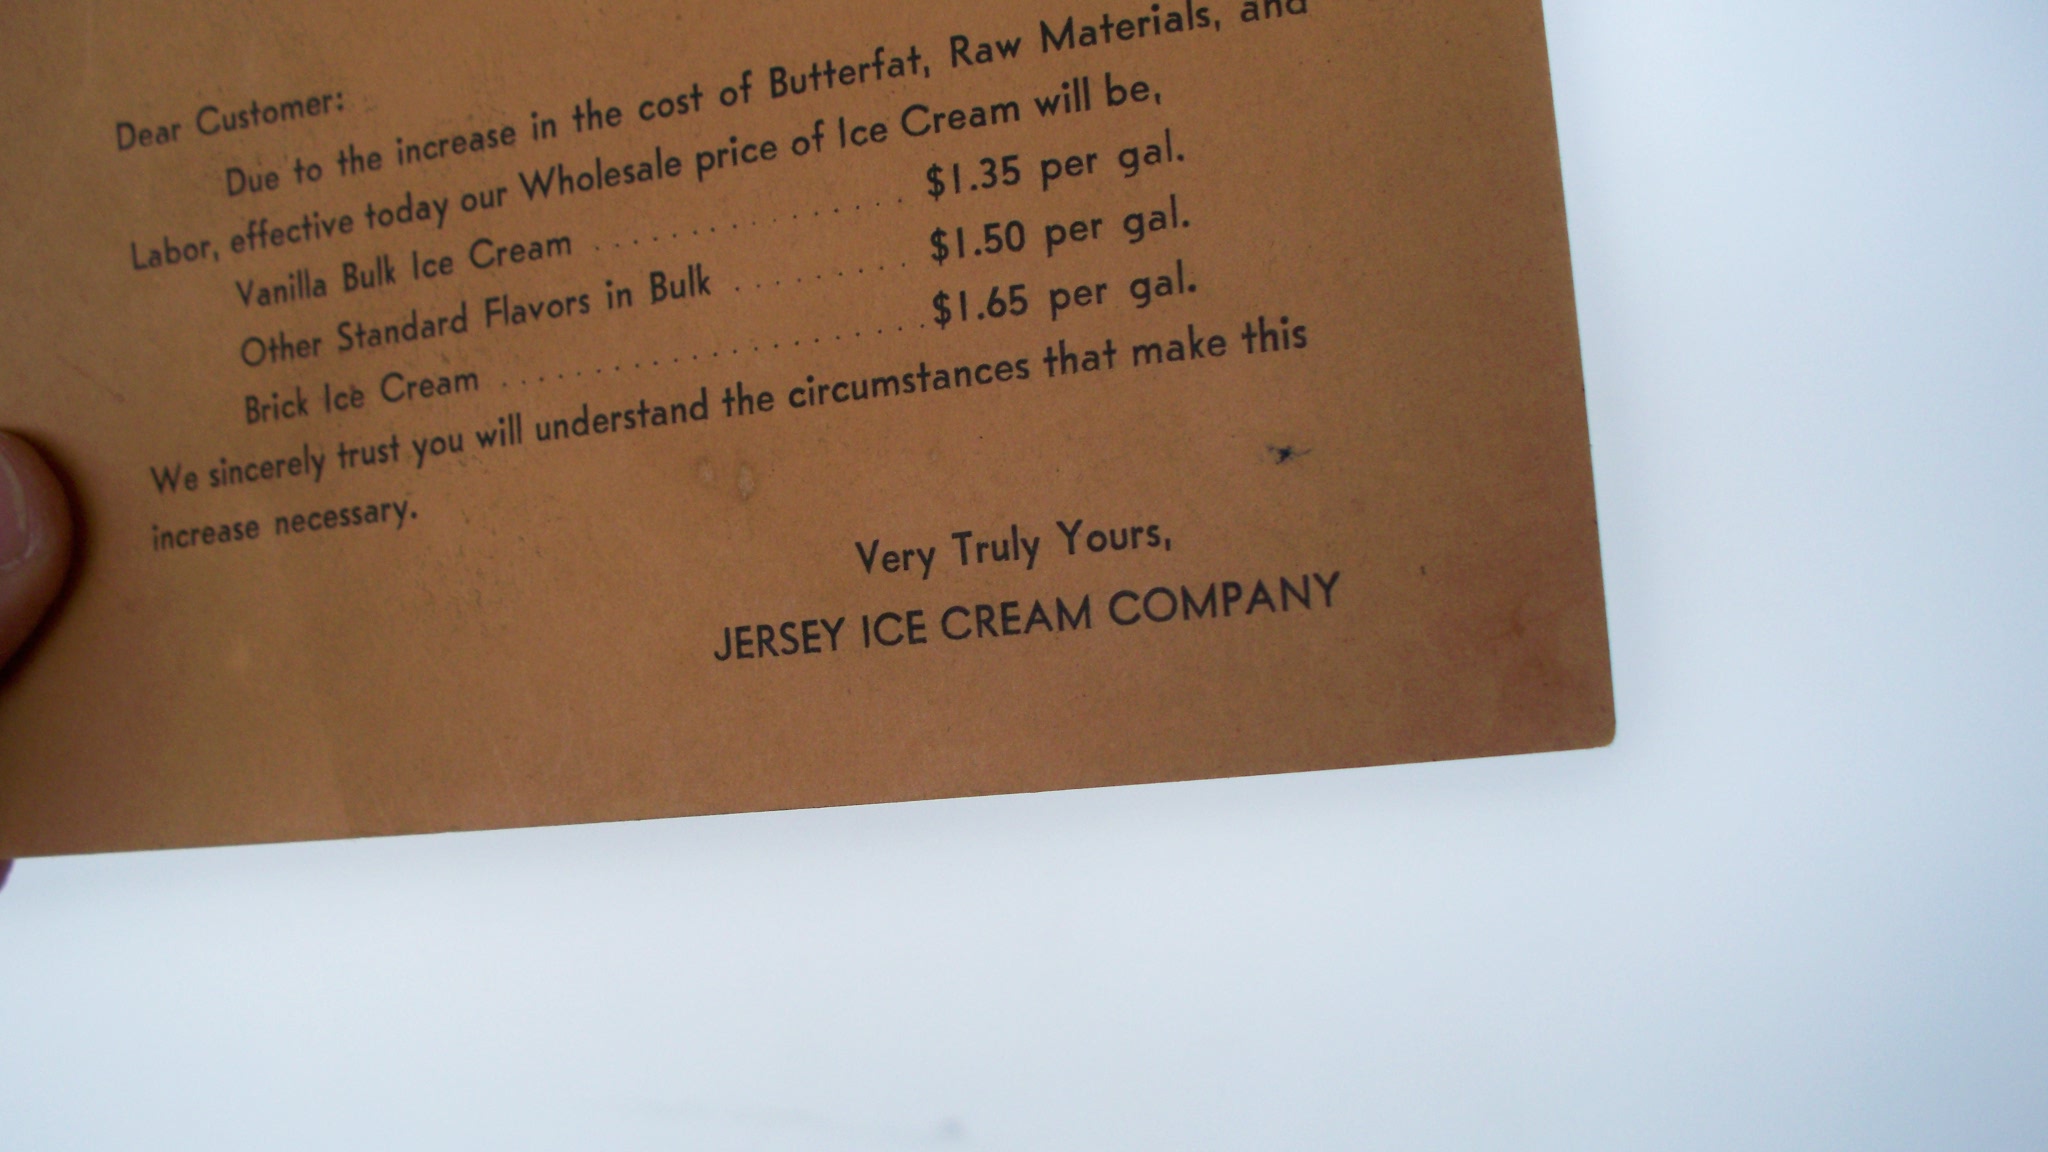 Dear Customer:
Due to the increase in the cost of Butterfat, Raw Materials, and
Labor, effective today our Wholesale price of Ice Cream will be,
Vanilla Bulk Ice Cream ................. $1.35 per gal.
Other Standard Flavors in Bulk ........ $1.50 per gal.
Brick Ice Cream ....................... $1.65 per gal.
We sincerely trust you will understand the circumstances that make this
increase necessary.
Very Truly Yours,
JERSEY ICE CREAM COMPANY